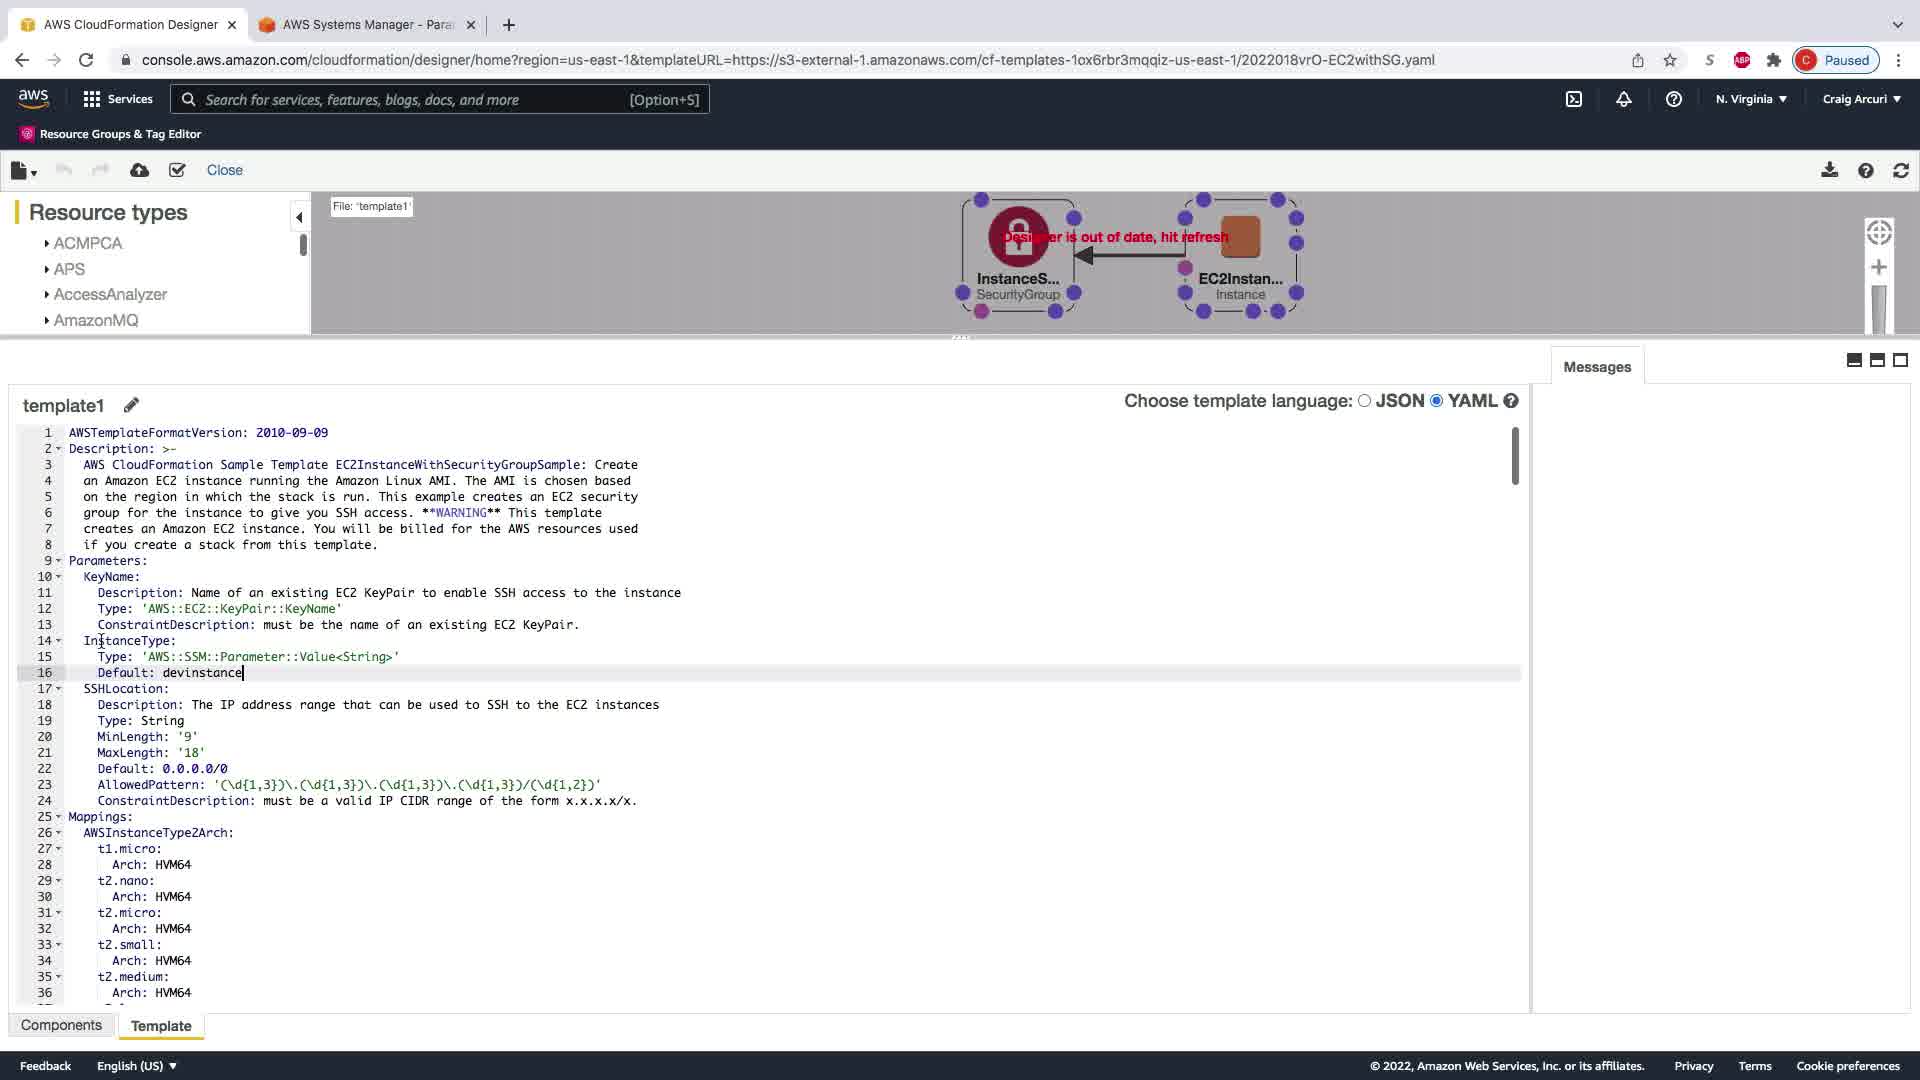 AWS CloudFormation Designer
AWS Systems Manager - Para
console.aws.amazon.com/cloudformation/designer/home?region=us-east-1&templateURL=https://s3-external-1.amazonaws.com/cf-templates-1ox6rbr3mqqiz-us-east-1/2022018vrO-EC2withSG.yaml
S
ABP
C Paused
aws
Services
Search for services, features, blogs, docs, and more [Option+S]
N. Virginia
Craig Arcuri
Resource Groups & Tag Editor
Close
Resource types
ACMPCA
APS
AccessAnalyzer
AmazonMQ
File: 'template1'
Designer is out of date, hit refresh
InstanceS...
SecurityGroup
EC2Instan...
Instance
Messages
template1
Choose template language: JSON YAML
1 AWSTemplateFormatVersion: 2010-09-09
2 Description: >-
3 AWS CloudFormation Sample Template EC2InstanceWithSecurityGroupSample: Create
4 an Amazon EC2 instance running the Amazon Linux AMI. The AMI is chosen based
5 on the region in which the stack is run. This example creates an EC2 security
6 group for the instance to give you SSH access. **WARNING** This template
7 creates an Amazon EC2 instance. You will be billed for the AWS resources used
8 if you create a stack from this template.
9 Parameters:
10 KeyName:
11 Description: Name of an existing EC2 KeyPair to enable SSH access to the instance
12 Type: 'AWS::EC2::KeyPair::KeyName'
13 ConstraintDescription: must be the name of an existing EC2 KeyPair.
14 InstanceType:
15 Type: 'AWS::SSM::Parameter::Value<String>'
16 Default: devinstance
17 SSHLocation:
18 Description: The IP address range that can be used to SSH to the EC2 instances
19 Type: String
20 MinLength: '9'
21 MaxLength: '18'
22 Default: 0.0.0.0/0
23 AllowedPattern: '(\d{1,3})\.(\d{1,3})\.(\d{1,3})\.(\d{1,3})/(\d{1,2})'
24 ConstraintDescription: must be a valid IP CIDR range of the form x.x.x.x/x.
25 Mappings:
26 AWSInstanceType2Arch:
27 t1.micro:
28 Arch: HVM64
29 t2.nano:
30 Arch: HVM64
31 t2.micro:
32 Arch: HVM64
33 t2.small:
34 Arch: HVM64
35 t2.medium:
36 Arch: HVM64
Components
Template
Feedback
English (US)
© 2022, Amazon Web Services, Inc. or its affiliates.
Privacy
Terms
Cookie preferences